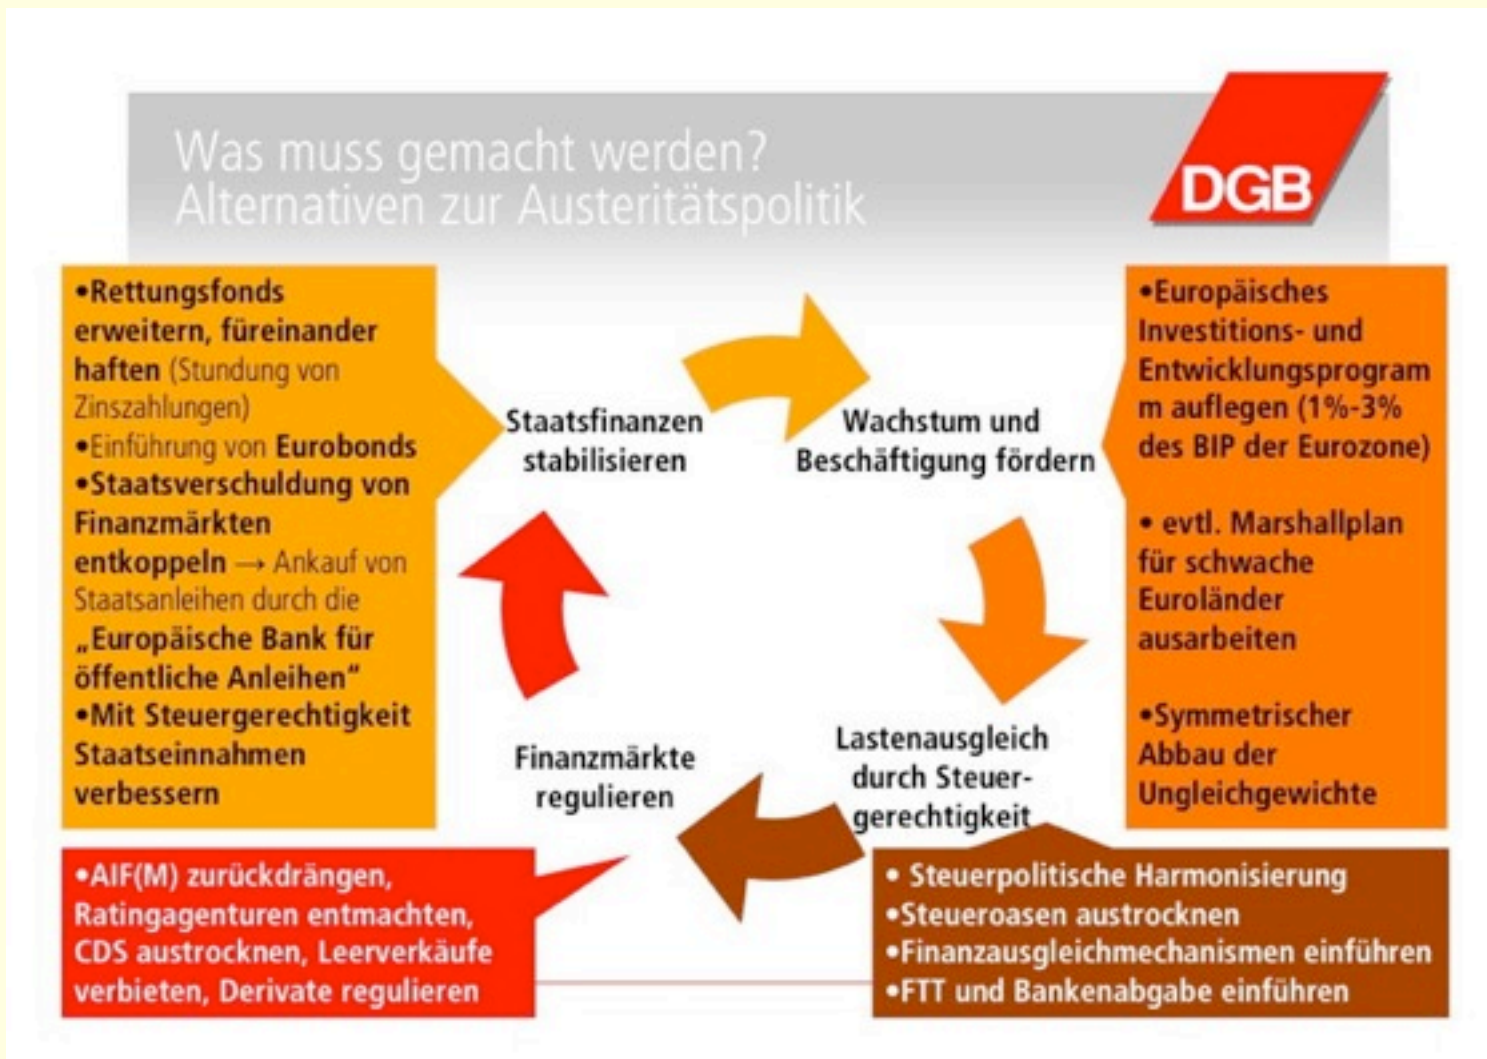 Was muss gemacht werden?
Alternativen zur Austeritätspolitik
DGB
•Rettungsfonds
erweitern, füreinander
haften (Stundung von
Zinszahlungen)
•Einführung von Eurobonds
•Staatsverschuldung von
Finanzmärkten
entkoppeln → Ankauf von
Staatsanleihen durch die
„Europäische Bank für
öffentliche Anleihen“
•Mit Steuergerechtigkeit
Staatseinnahmen
verbessern
Staatsfinanzen
stabilisieren
Wachstum und
Beschäftigung fördern
•Europäisches
Investitions- und
Entwicklungsprogram
m auflegen (1%-3%
des BIP der Eurozone)
• evtl. Marshallplan
für schwache
Euroländer
ausarbeiten
•Symmetrischer
Abbau der
Ungleichgewichte
Finanzmärkte
regulieren
Lastenausgleich
durch Steuer-
gerechtigkeit
•AIF(M) zurückdrängen,
Ratingagenturen entmachten,
CDS austrocknen, Leerverkäufe
verbieten, Derivate regulieren
• Steuerpolitische Harmonisierung
•Steueroasen austrocknen
•Finanzausgleichmechanismen einführen
•FTT und Bankenabgabe einführen